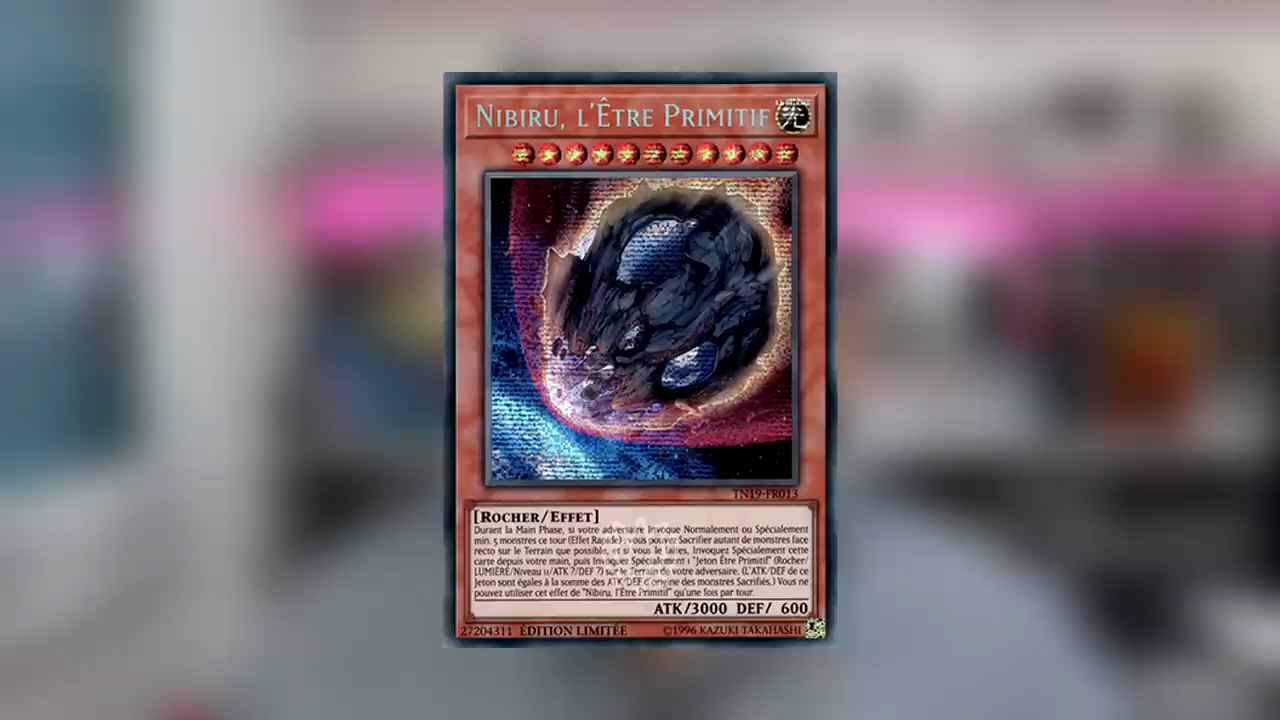 NIBIRU, L'ÊTRE PRIMITIF
光
TN19-FR013
[ROCHER/EFFET]
Durant la Main Phase, si votre adversaire Invoque Normalement ou Spécialement
min. 5 monstres ce tour (Effet Rapide) : vous pouvez Sacrifier autant de monstres face
recto sur le Terrain que possible, et si vous le faites, Invoquez Spécialement cette
carte depuis votre main, puis Invoquez Spécialement 1 "Jeton Être Primitif" (Rocher/
LUMIÈRE/Niveau 11/ATK ?/DEF ?) sur le Terrain de votre adversaire. (L'ATK/DEF de ce
Jeton sont égales à la somme des ATK/DEF d'origine des monstres Sacrifiés.) Vous ne
pouvez utiliser cet effet de "Nibiru, l'Être Primitif" qu'une fois par tour.
ATK/3000 DEF/ 600
27204311 ÉDITION LIMITÉE ©1996 KAZUKI TAKAHASHI